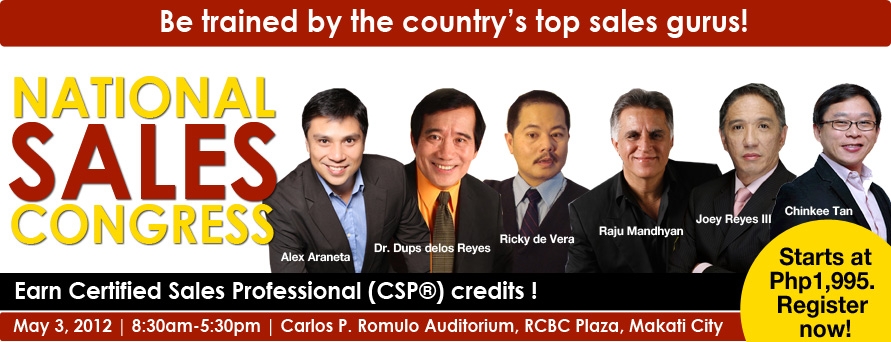 Be trained by the country's top sales gurus!
NATIONAL
SALES
CONGRESS
Alex Araneta
Dr. Dups delos Reyes
Ricky de Vera
Raju Mandhyan
Joey Reyes III
Chinkee Tan
Earn Certified Sales Professional (CSP®) credits !
May 3, 2012 | 8:30am-5:30pm | Carlos P. Romulo Auditorium, RCBC Plaza, Makati City
Starts at
Php1,995.
Register
now!